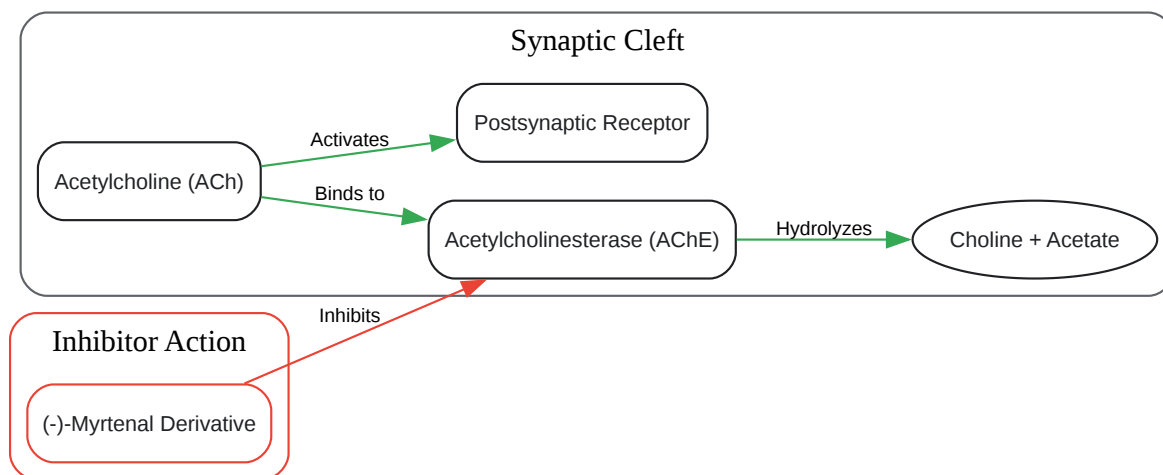 Synaptic Cleft
Postsynaptic Receptor
Activates
Acetylcholine (ACh)
Binds to
Acetylcholinesterase (AChE)
Hydrolyzes
Choline + Acetate
Inhibits
Inhibitor Action
(-)-Myrtenal Derivative